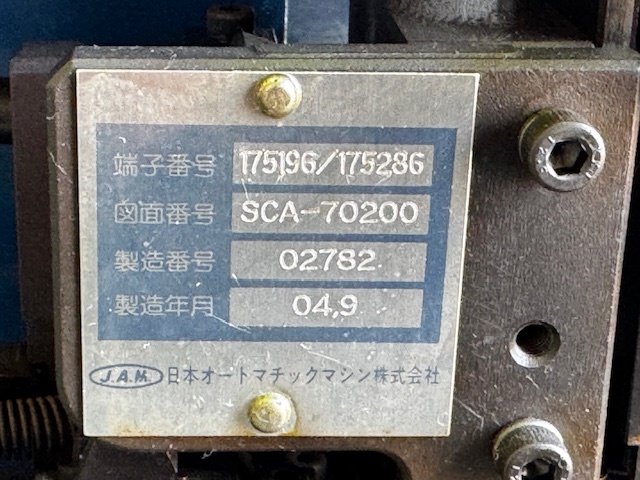 端子番号 175196/175286
図面番号 SCA-70200
製造番号 02782
製造年月 04,9
J.A.M. 日本オートマチックマシン株式会社